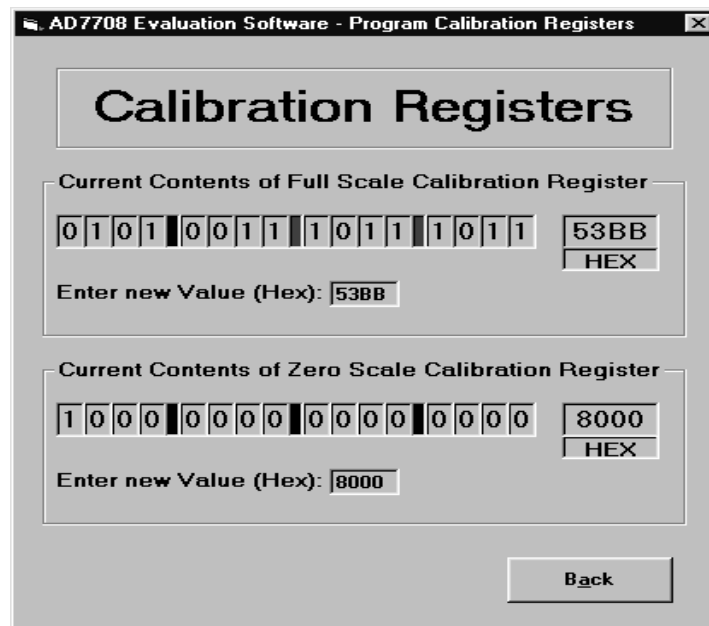 AD7708 Evaluation Software - Program Calibration Registers
Calibration Registers
Current Contents of Full Scale Calibration Register
0 1 0 1 0 0 1 1 1 0 1 1 1 0 1 1 53BB
HEX
Enter new Value (Hex): 53BB
Current Contents of Zero Scale Calibration Register
1 0 0 0 0 0 0 0 0 0 0 0 0 0 0 0 8000
HEX
Enter new Value (Hex): 8000
Back